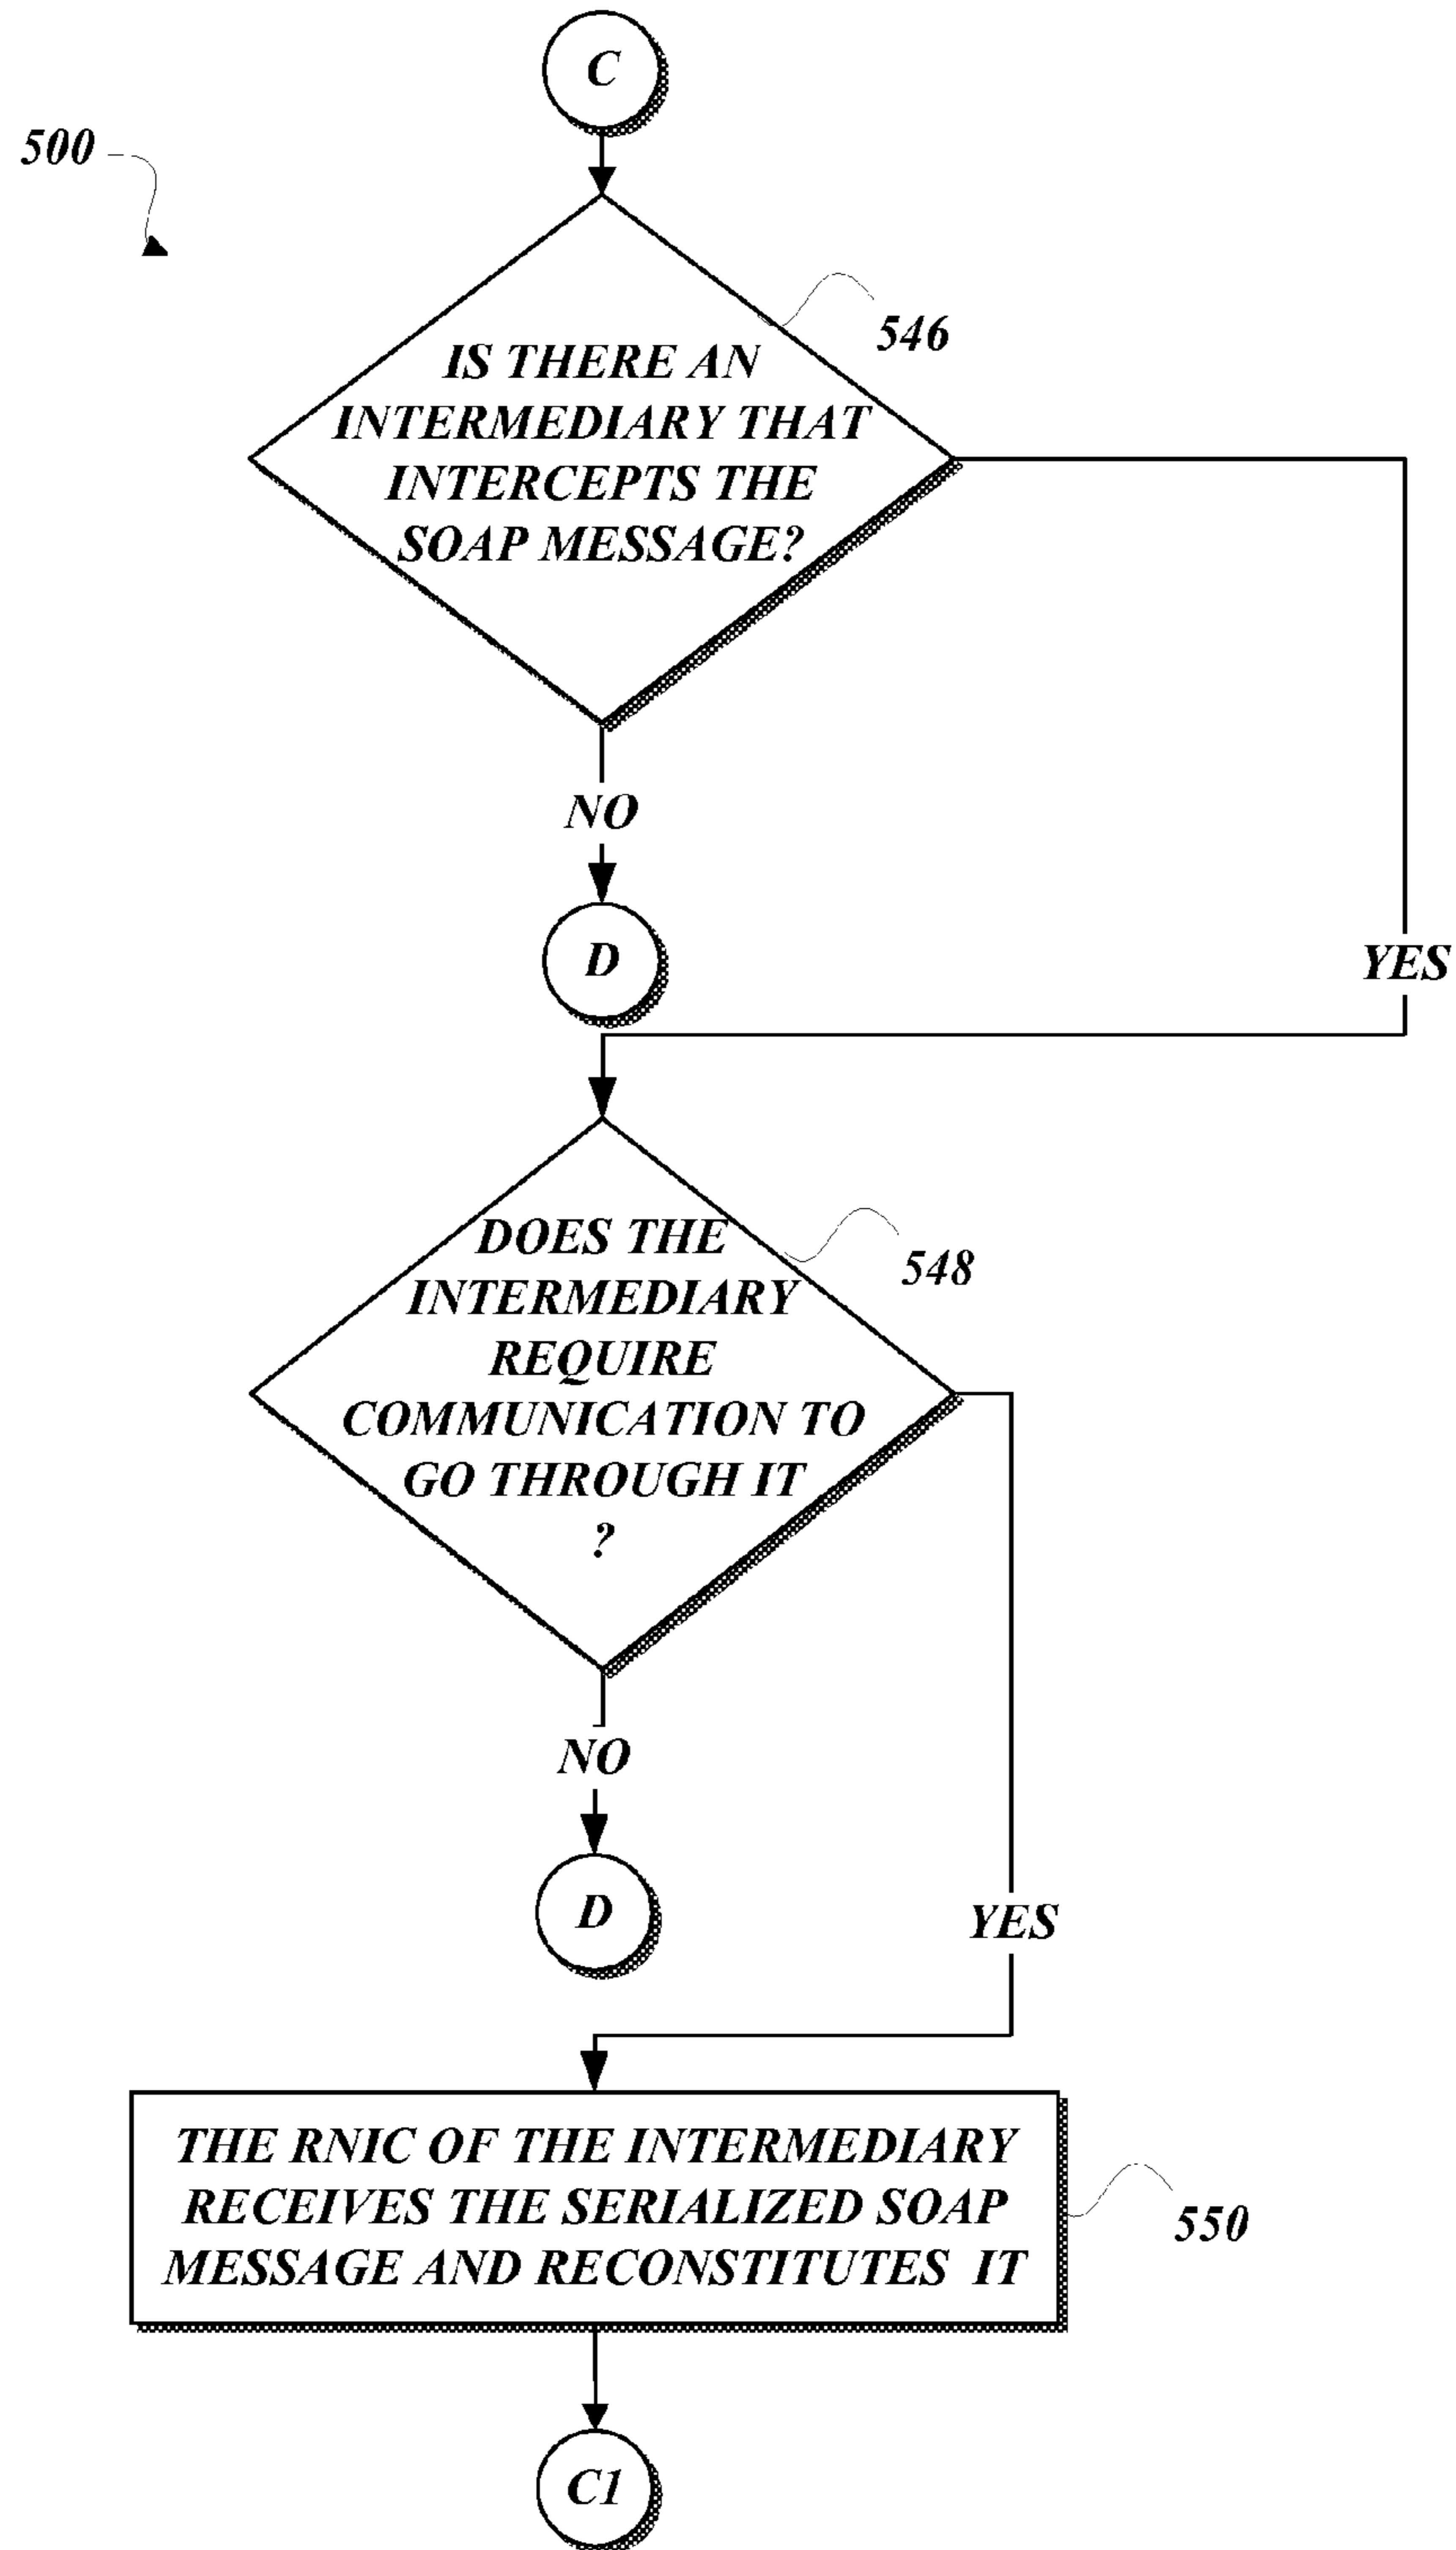 C
500
546
IS THERE AN
INTERMEDIARY THAT
INTERCEPTS THE
SOAP MESSAGE?
NO
D
YES
548
DOES THE
INTERMEDIARY
REQUIRE
COMMUNICATION TO
GO THROUGH IT
?
NO
D
YES
THE RNIC OF THE INTERMEDIARY
RECEIVES THE SERIALIZED SOAP
MESSAGE AND RECONSTITUTES IT
550
C1